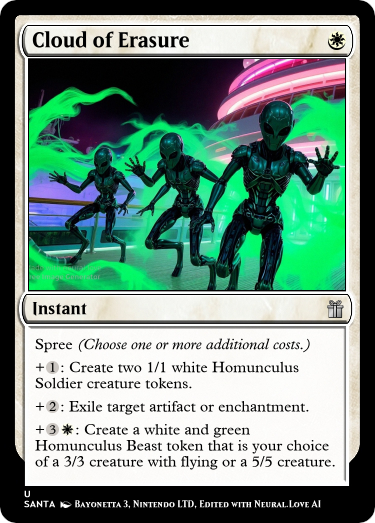 Cloud of Erasure
Instant
Spree (Choose one or more additional costs.)
+1: Create two 1/1 white Homunculus
Soldier creature tokens.
+2: Exile target artifact or enchantment.
+3: Create a white and green
Homunculus Beast token that is your choice
of a 3/3 creature with flying or a 5/5 creature.
U
SANTA Bayonetta 3, Nintendo LTD, Edited with Neural.Love AI